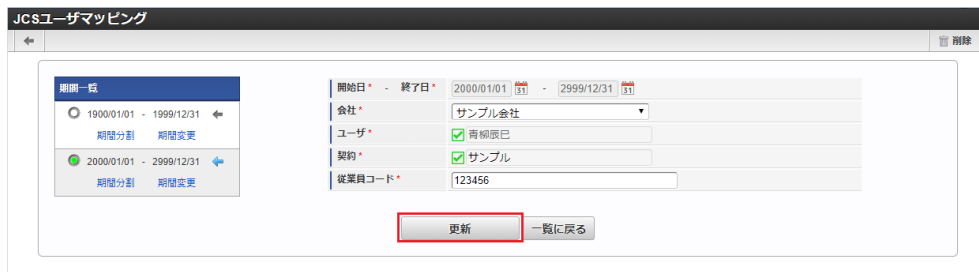 JCSユーザマッピング
削除
期間一覧
1900/01/01 - 1999/12/31
期間分割 期間変更
2000/01/01 - 2999/12/31
期間分割 期間変更
開始日* - 終了日* 2000/01/01 31 - 2999/12/31 31
会社* サンプル会社
ユーザ* 青柳辰巳
契約* サンプル
従業員コード* 123456
更新 一覧に戻る